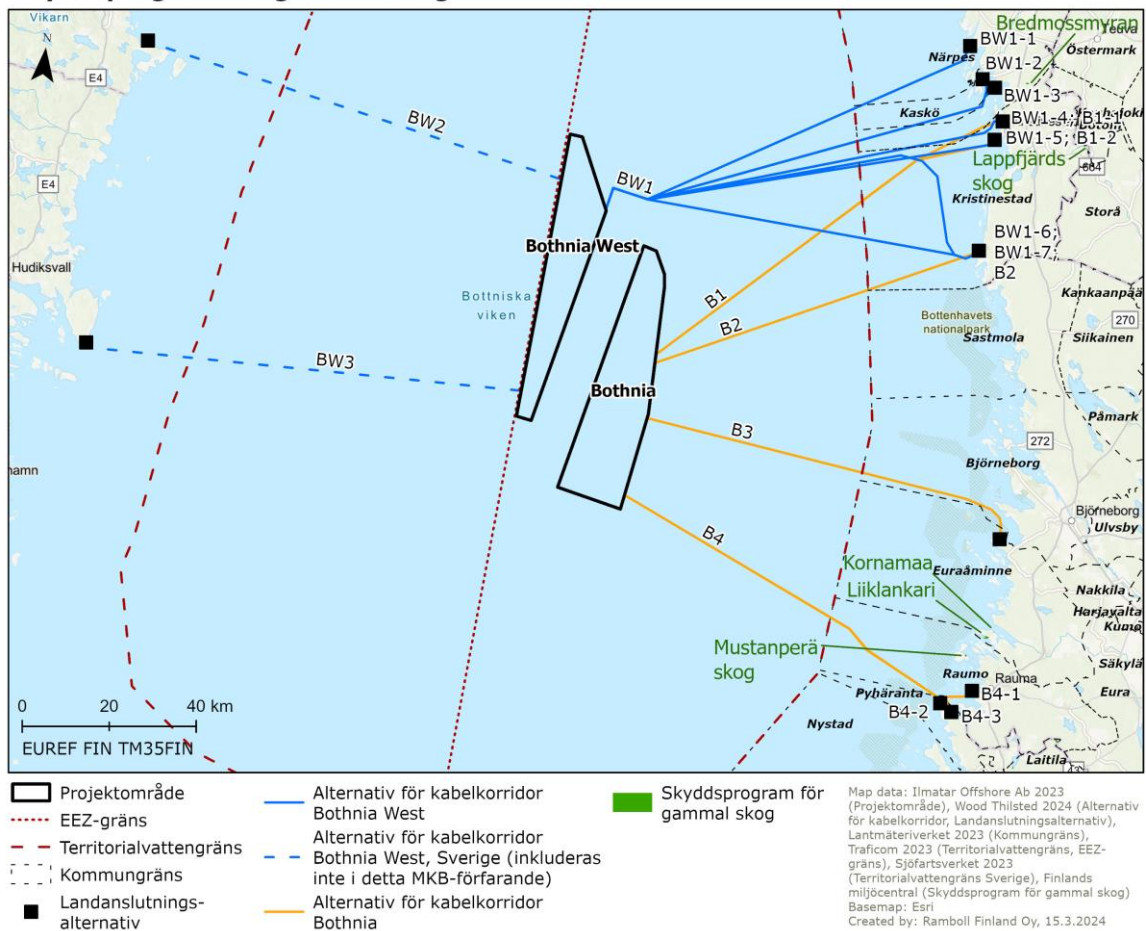 Vikarn
N
E4
E4
Hudiksvall
BW2
BW3
BW1
Bothnia West
Bottniska
viken
Bothnia
B1
B2
B3
B4
Bredmossmyran
Teuva
Östermark
BW1-1
Närpes
BW1-2
BW1-3
Kaskö
BW1-4; B1-1
BW1-5; B1-2
Lappfjärds
skog
664
Kristinestad
Storå
BW1-6;
BW1-7;
B2
Kankaanpää
270
Bottenhavets
nationalpark
Sastmola
Siikainen
Påmark
272
Björneborg
Björneborg
Ulvsby
Kornamaa
Liiklankari
Euraåminne
Nakkila
Harjavalta
Kumo
Mustanperä
skog
Säkylä
Raumo
Rauma
Eura
Pyhäranta
B4-1
B4-2
B4-3
Nystad
Laitila
0 20 40 km
EUREF FIN TM35FIN
Projektområde
EEZ-gräns
Territorialvattengräns
Kommungräns
Landanslutnings-
alternativ
Alternativ för kabelkorridor
Bothnia West
Alternativ för kabelkorridor
Bothnia West, Sverige (inkluderas
inte i detta MKB-förfarande)
Alternativ för kabelkorridor
Bothnia
Skyddsprogram för
gammal skog
Map data: Ilmatar Offshore Ab 2023
(Projektområde), Wood Thilsted 2024 (Alternativ
för kabelkorridor, Landanslutningsalternativ),
Lantmäteriverket 2023 (Kommungräns),
Traficom 2023 (Territorialvattengräns, EEZ-
gräns), Sjöfartsverket 2023
(Territorialvattengräns Sverige), Finlands
miljöcentral (Skyddsprogram för gammal skog)
Basemap: Esri
Created by: Ramboll Finland Oy, 15.3.2024